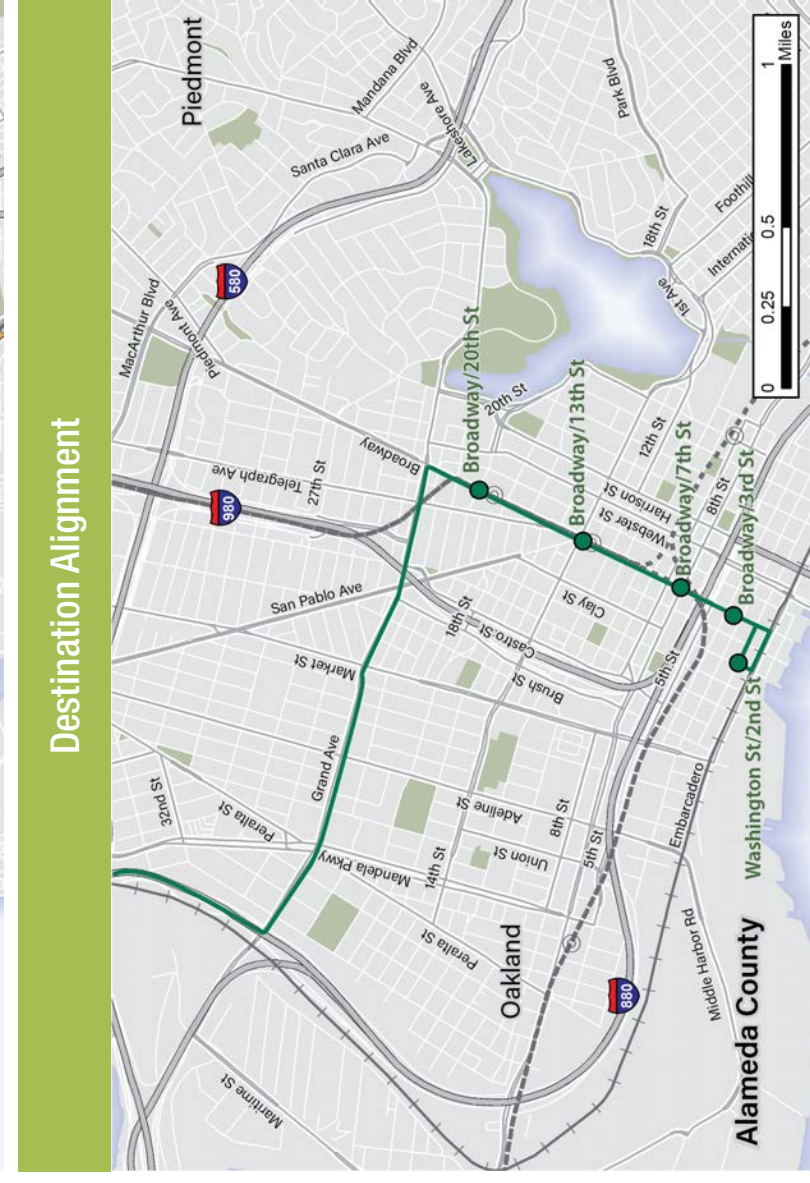 Destination Alignment
Piedmont
Mandana Blvd
Lakeshore Ave
Santa Clara Ave
Park Blvd
MacArthur Blvd
Piedmont Ave
580
18th St
Foothill
Internatio
1st Ave
Broadway/20th St
20th St
Broadway/13th St
12th St
Harrison St
Webster St
Broadway/7th St
8th St
Broadway/3rd St
Broadway
Telegraph Ave
27th St
980
San Pablo Ave
18th St
Castro St
Clay St
Brush St
Market St
5th St
Washington St/2nd St
Grand Ave
32nd St
Peralta St
Adeline St
8th St
Union St
5th St
Embarcadero
Mandela Pkwy
14th St
Peralta St
Oakland
880
Middle Harbor Rd
Maritime St
Alameda County
0 0.25 0.5 1
Miles